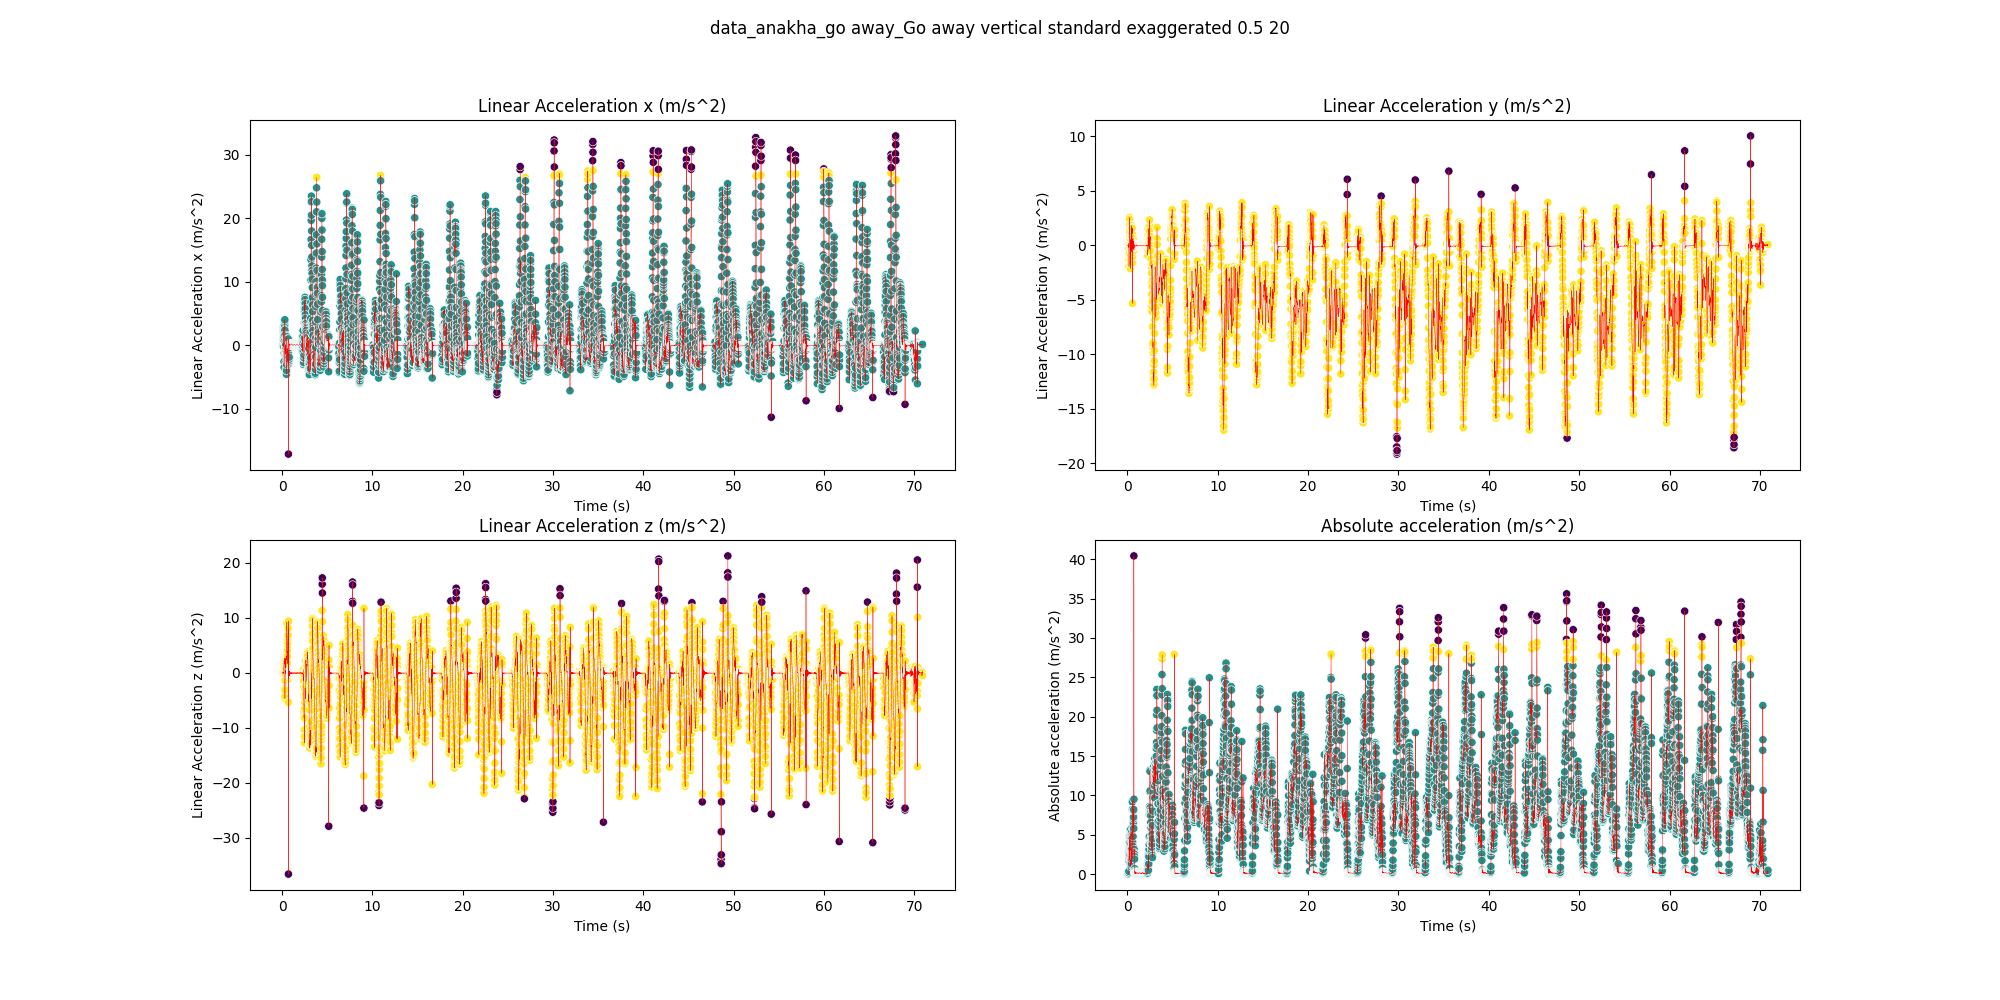 data_anakha_go away_Go away vertical standard exaggerated 0.5 20
Linear Acceleration x (m/s^2)
Linear Acceleration x (m/s^2)
30
20
10
0
−10
0 10 20 30 40 50 60 70
Time (s)
Linear Acceleration y (m/s^2)
Linear Acceleration y (m/s^2)
10
5
0
−5
−10
−15
−20
0 10 20 30 40 50 60 70
Time (s)
Linear Acceleration z (m/s^2)
Linear Acceleration z (m/s^2)
20
10
0
−10
−20
−30
0 10 20 30 40 50 60 70
Time (s)
Absolute acceleration (m/s^2)
Absolute acceleration (m/s^2)
40
35
30
25
20
15
10
5
0
0 10 20 30 40 50 60 70
Time (s)